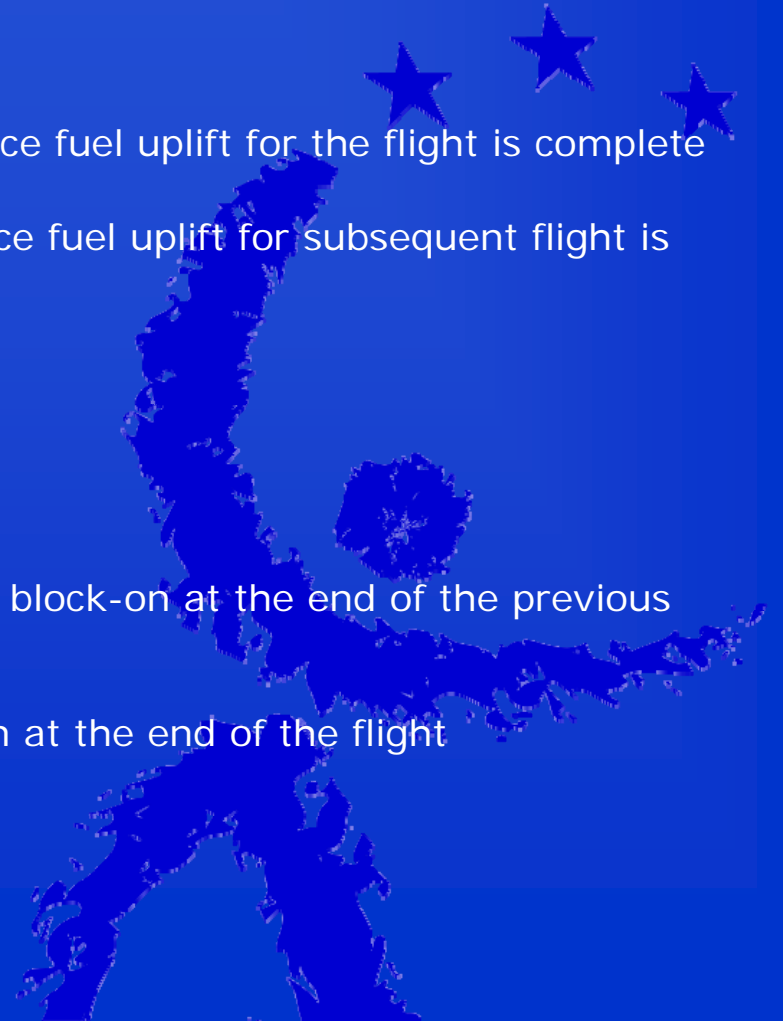 ce fuel uplift for the flight is complete
ce fuel uplift for subsequent flight is
block-on at the end of the previous
at the end of the flight